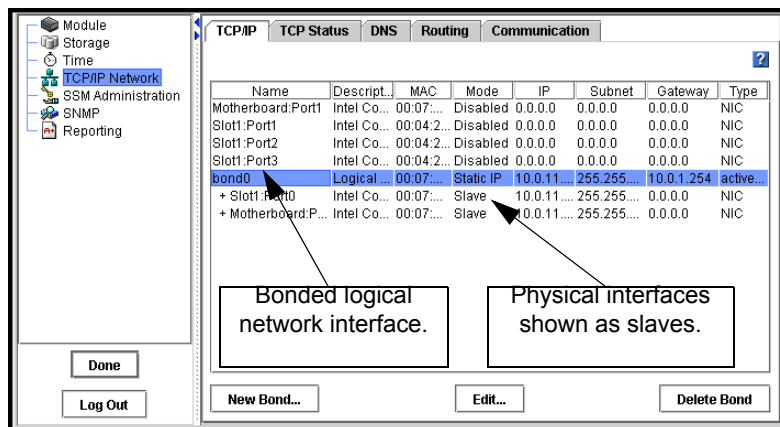 Module
Storage
Time
TCP/IP Network
SSM Administration
SNMP
Reporting
Done
Log Out
TCP/IP TCP Status DNS Routing Communication
?
Name Descript... MAC Mode IP Subnet Gateway Type
Motherboard:Port1 Intel Co... 00:07:... Disabled 0.0.0.0 0.0.0.0 0.0.0.0 NIC
Slot1:Port1 Intel Co... 00:04:2... Disabled 0.0.0.0 0.0.0.0 0.0.0.0 NIC
Slot1:Port2 Intel Co... 00:04:2... Disabled 0.0.0.0 0.0.0.0 0.0.0.0 NIC
Slot1:Port3 Intel Co... 00:04:2... Disabled 0.0.0.0 0.0.0.0 0.0.0.0 NIC
bond0 Logical ... 00:07:... Static IP 10.0.11.... 255.255.... 10.0.1.254 active...
+ Slot1:Port0 Intel Co... 00:07:... Slave 10.0.11.... 255.255.... 0.0.0.0 NIC
+ Motherboard:P... Intel Co... 00:07:... Slave 10.0.11.... 255.255.... 0.0.0.0 NIC
Bonded logical
network interface.
Physical interfaces
shown as slaves.
New Bond... Edit... Delete Bond